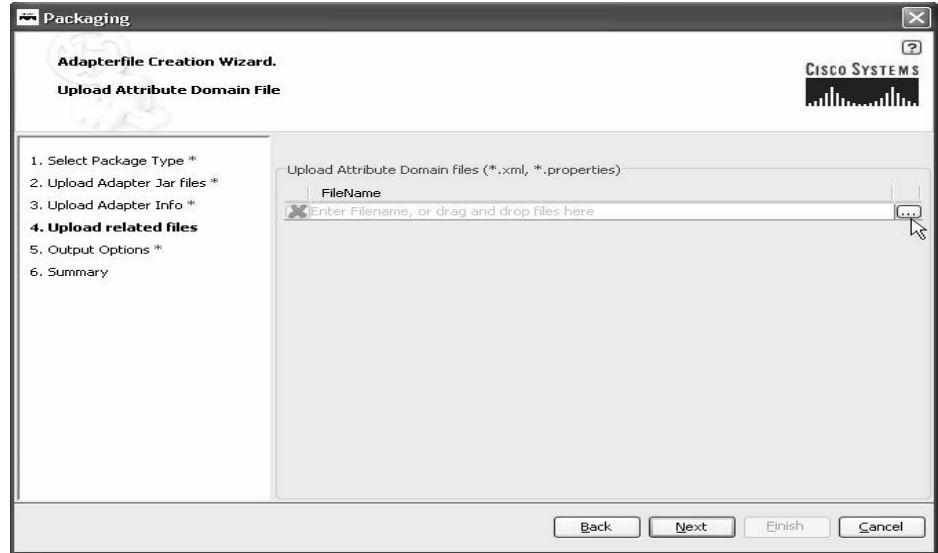 Packaging
?
Adapterfile Creation Wizard.
Upload Attribute Domain File
CISCO SYSTEMS
1. Select Package Type *
2. Upload Adapter Jar files *
3. Upload Adapter Info *
4. Upload related files
5. Output Options *
6. Summary
Upload Attribute Domain files (*.xml, *.properties)
FileName
Enter Filename, or drag and drop files here
...
Back
Next
Finish
Cancel